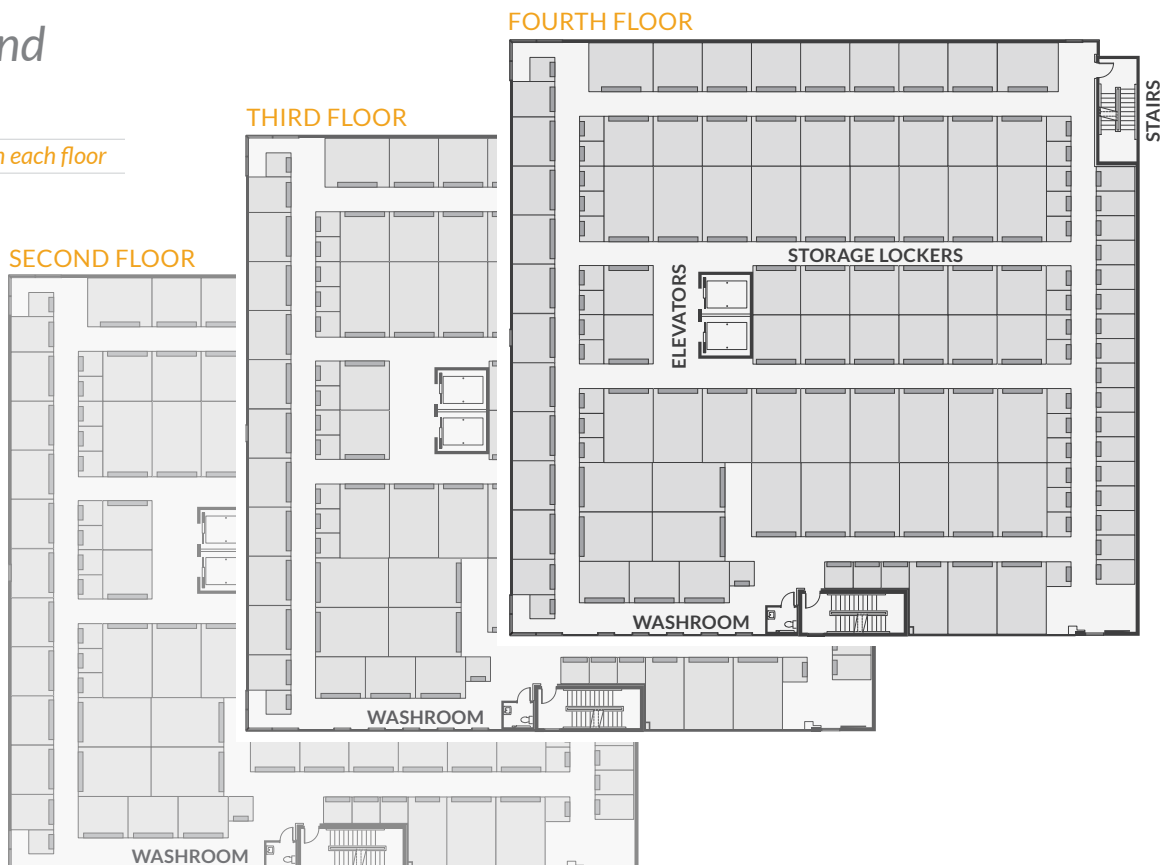 nd
FOURTH FLOOR
STAIRS
THIRD FLOOR
each floor
SECOND FLOOR
STORAGE LOCKERS
ELEVATORS
WASHROOM
WASHROOM
WASHROOM